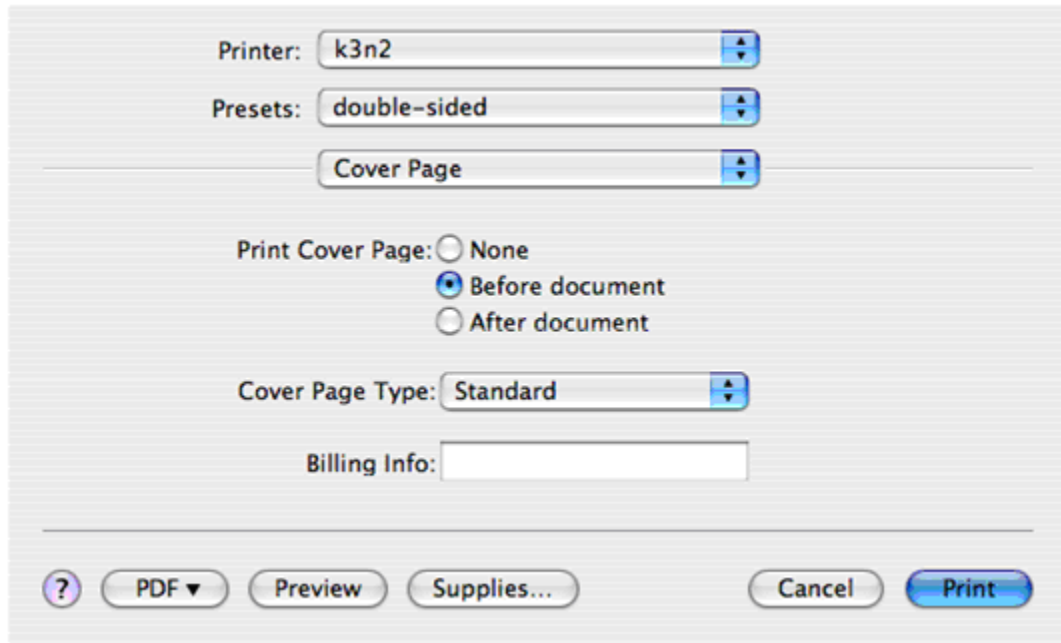 Printer: k3n2
Presets: double-sided
Cover Page
Print Cover Page: None
Before document
After document
Cover Page Type: Standard
Billing Info:
? PDF▼ Preview Supplies... Cancel Print